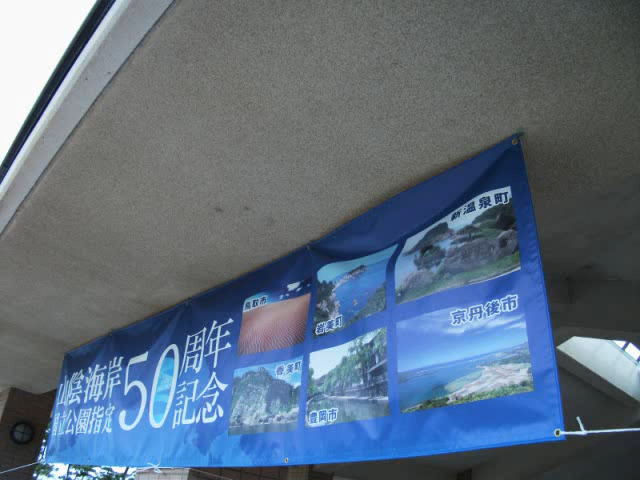 山陰海岸
国立公園指定
50周年
記念
鳥取市
岩美町
新温泉町
香美町
豊岡市
京丹後市